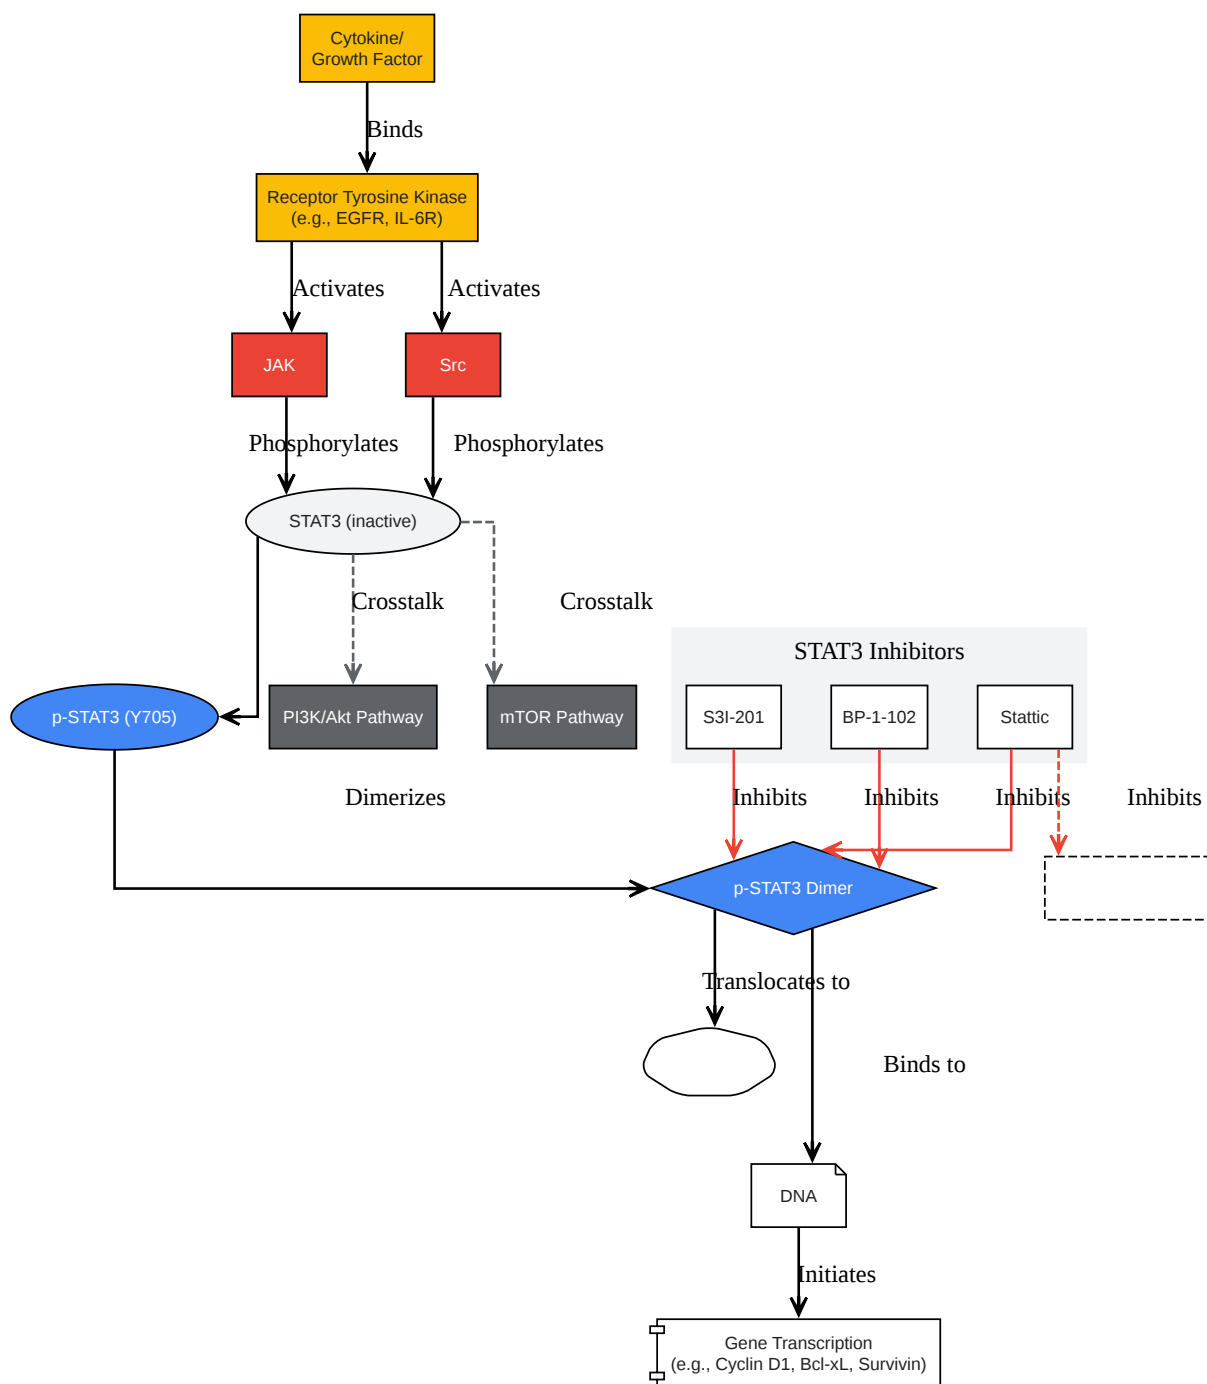 Cytokine/
Growth Factor
Binds
Receptor Tyrosine Kinase
(e.g., EGFR, IL-6R)
Activates
Activates
JAK
Src
Phosphorylates
Phosphorylates
STAT3 (inactive)
Crosstalk
Crosstalk
STAT3 Inhibitors
p-STAT3 (Y705)
PI3K/Akt Pathway
mTOR Pathway
S3I-201
BP-1-102
Stattic
Dimerizes
Inhibits
Inhibits
Inhibits
Inhibits
p-STAT3 Dimer
Translocates to
Binds to
DNA
Initiates
Gene Transcription
(e.g., Cyclin D1, Bcl-xL, Survivin)